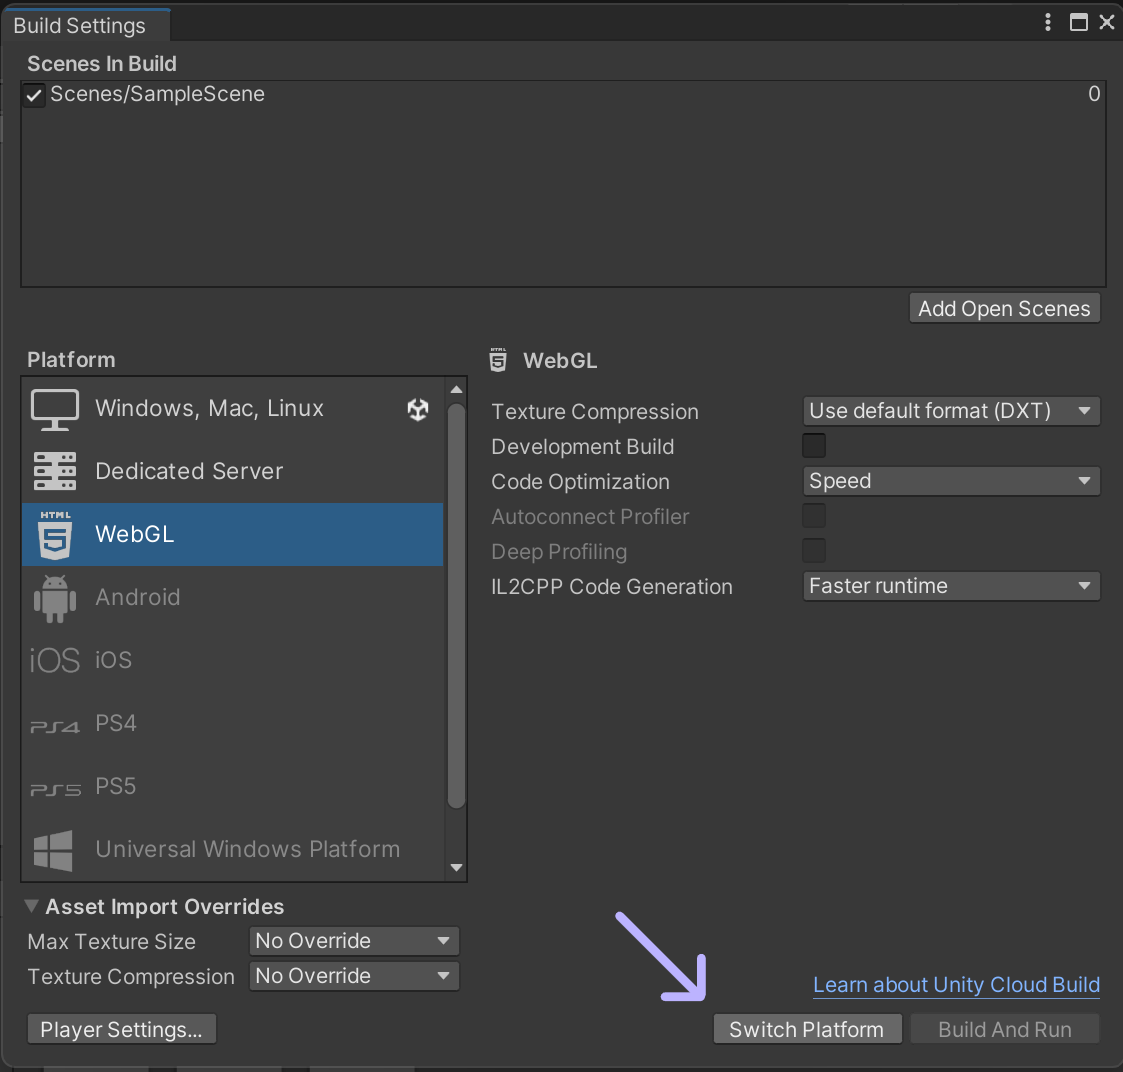 Build Settings
Scenes In Build
Scenes/SampleScene 0
Add Open Scenes
Platform
Windows, Mac, Linux
Dedicated Server
HTML 5 WebGL
Android
iOS iOS
PS4 PS4
PS5 PS5
Universal Windows Platform
HTML 5 WebGL
Texture Compression Use default format (DXT)
Development Build
Code Optimization Speed
Autoconnect Profiler
Deep Profiling
IL2CPP Code Generation Faster runtime
Asset Import Overrides
Max Texture Size No Override
Texture Compression No Override
Learn about Unity Cloud Build
Player Settings...
Switch Platform
Build And Run